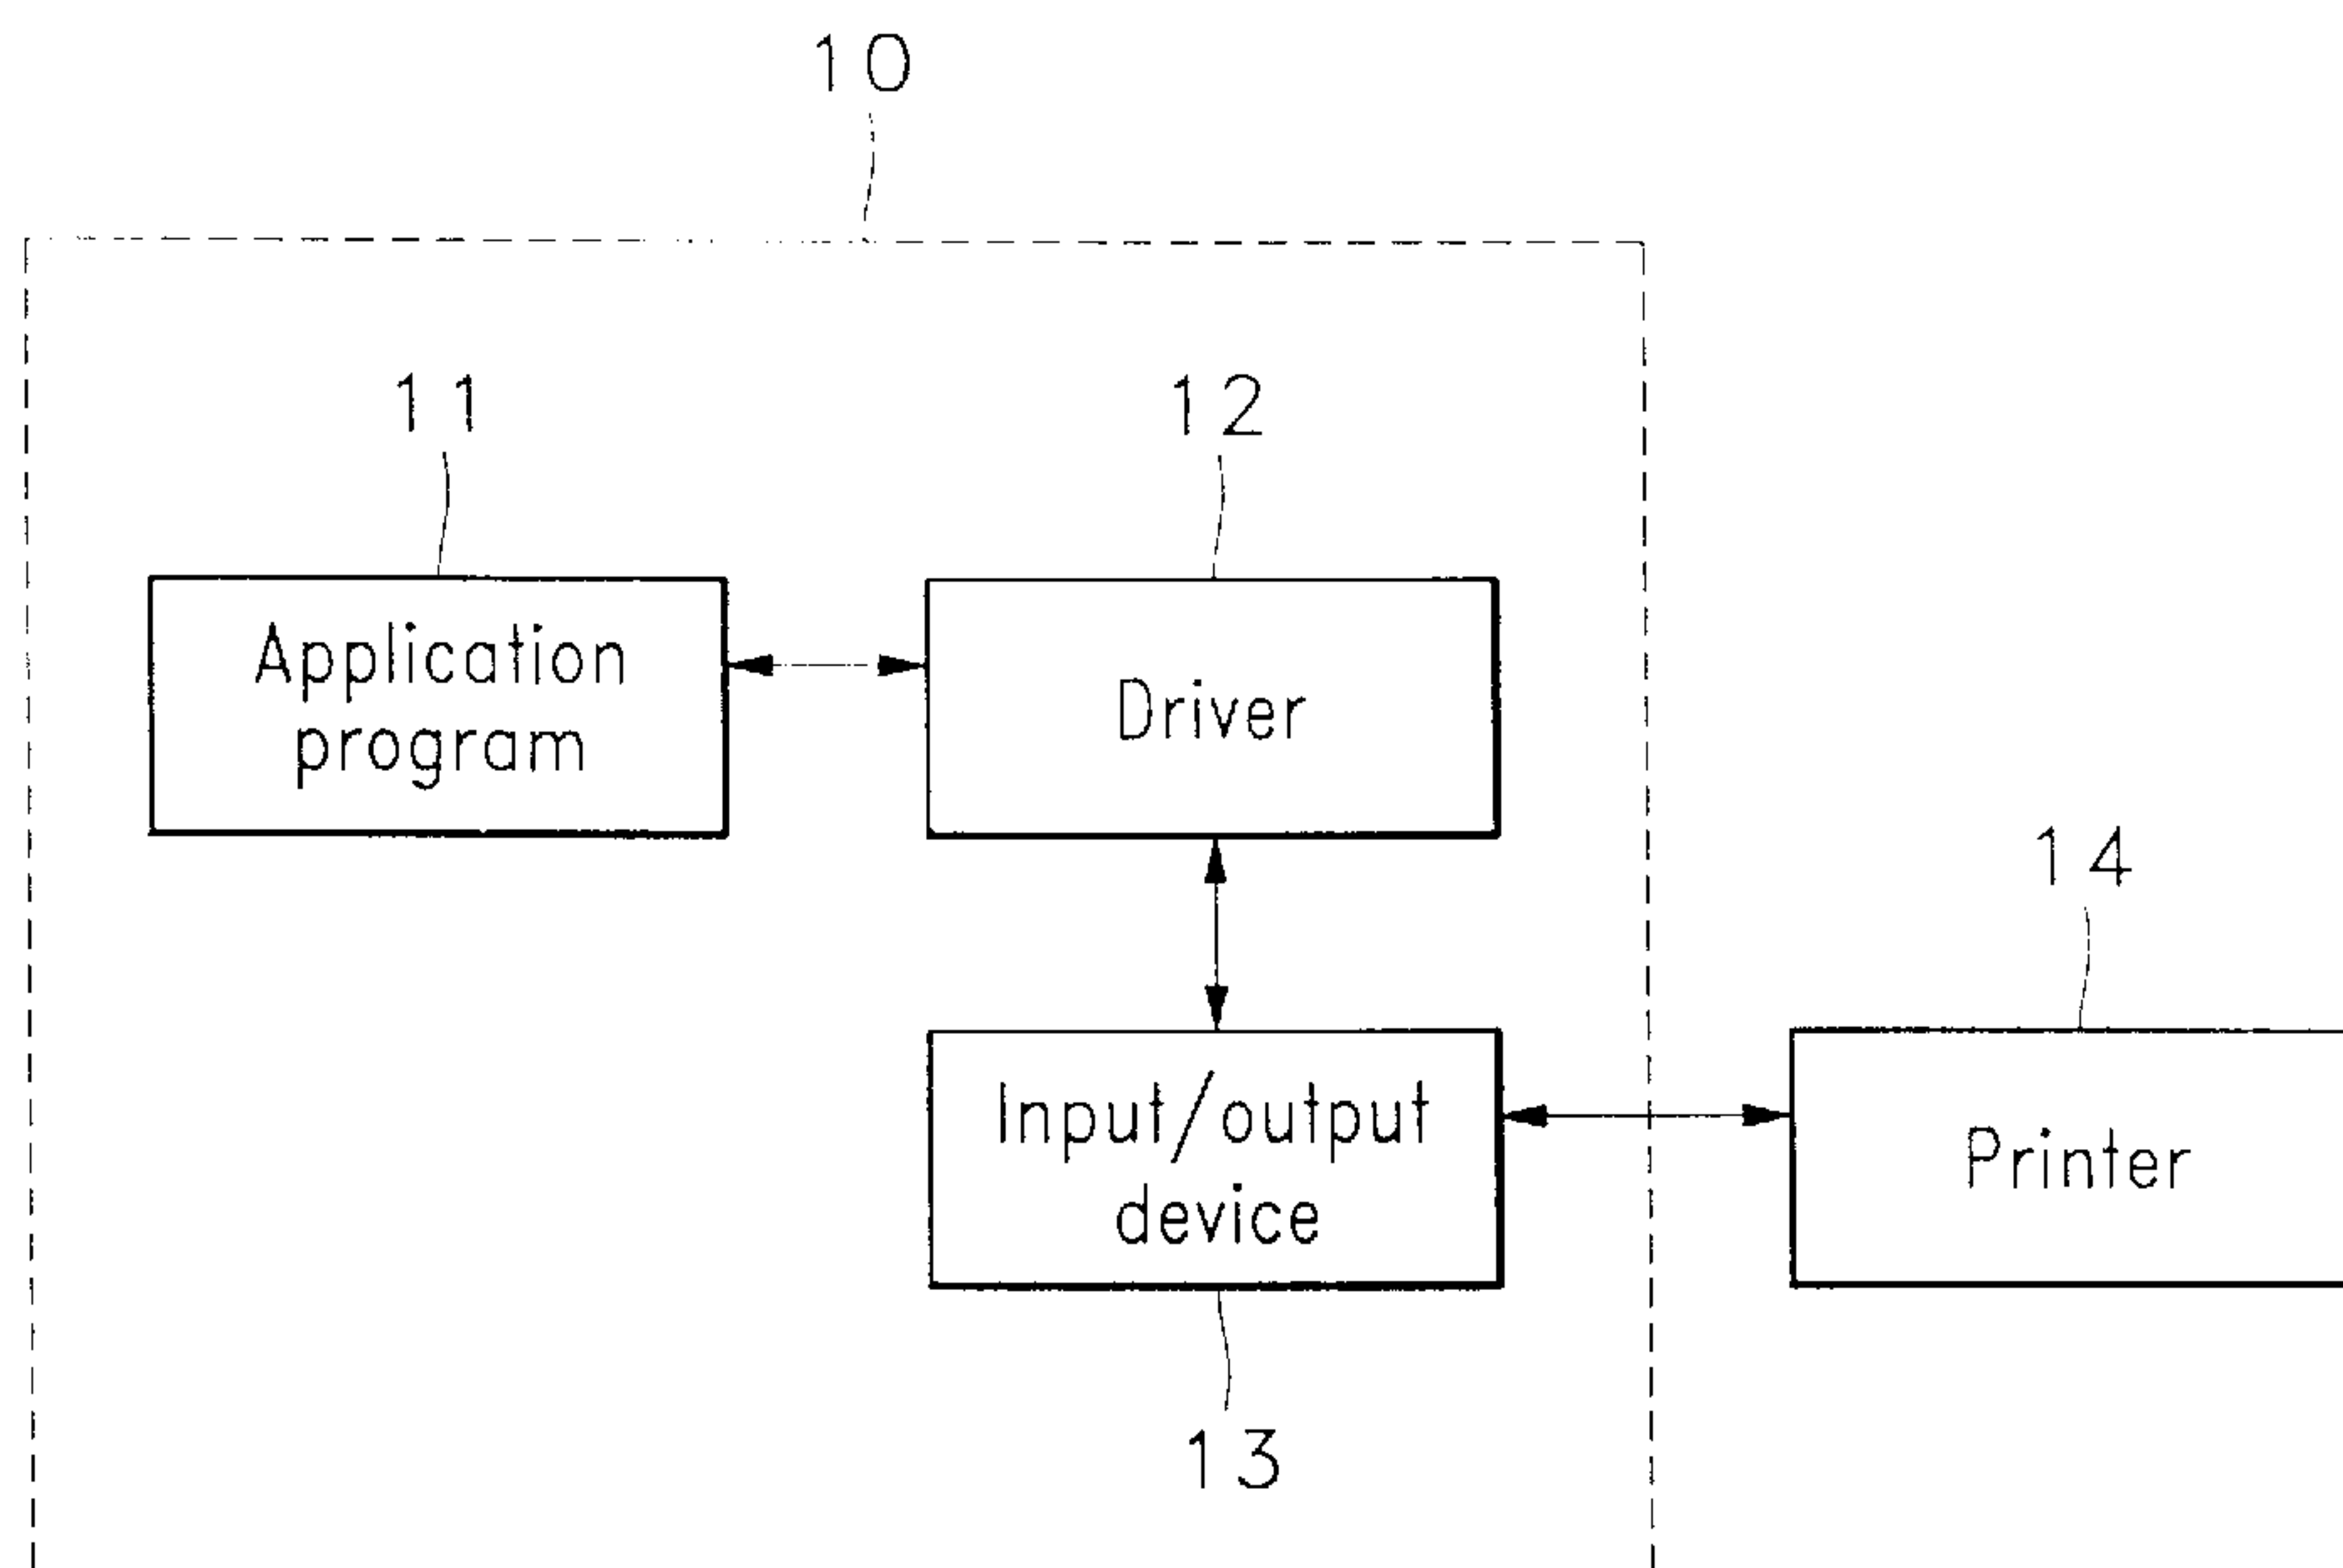 10
11
12
Application
program
Driver
14
Input/output
device
Printer
13